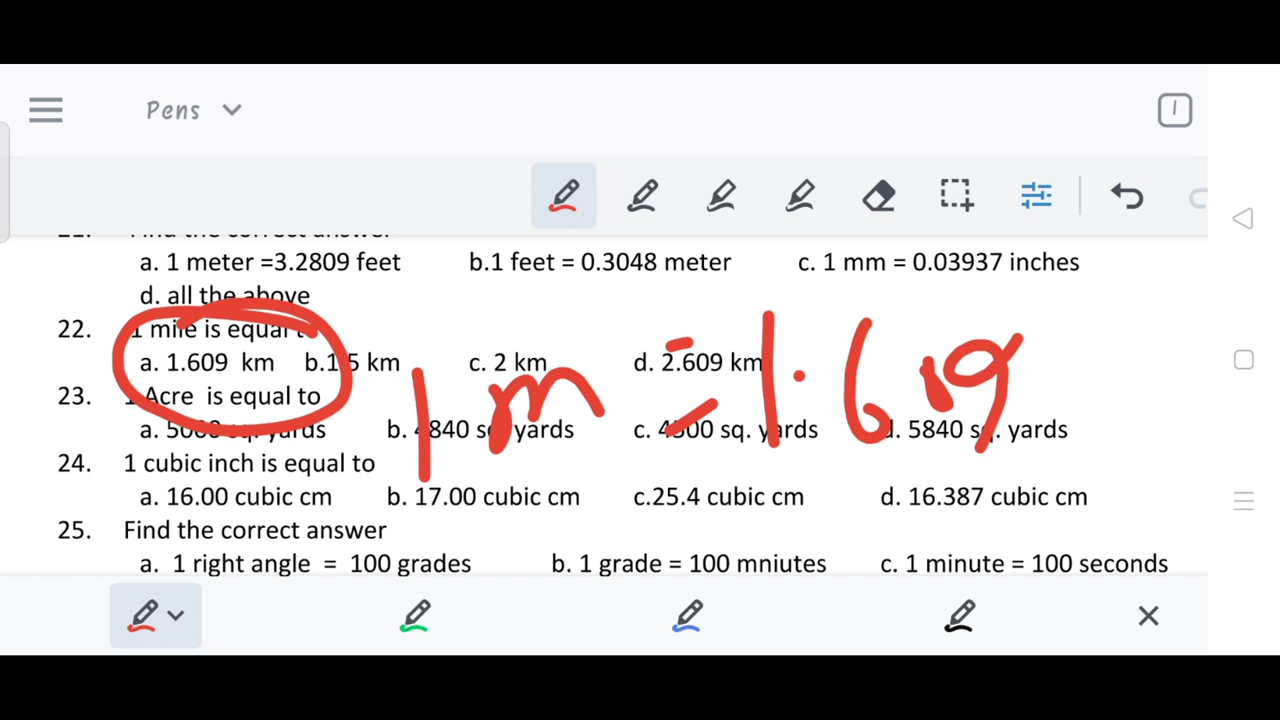 Pens
21. Find the correct answer
a. 1 meter =3.2809 feet b.1 feet = 0.3048 meter c. 1 mm = 0.03937 inches
d. all the above
22. 1 mile is equal to
a. 1.609 km b.1.5 km c. 2 km d. 2.609 km
1 m = 1.609
23. 1 Acre is equal to
a. 5000 sq. yards b. 4840 sq. yards c. 4300 sq. yards d. 5840 sq. yards
24. 1 cubic inch is equal to
a. 16.00 cubic cm b. 17.00 cubic cm c.25.4 cubic cm d. 16.387 cubic cm
25. Find the correct answer
a. 1 right angle = 100 grades b. 1 grade = 100 mniutes c. 1 minute = 100 seconds